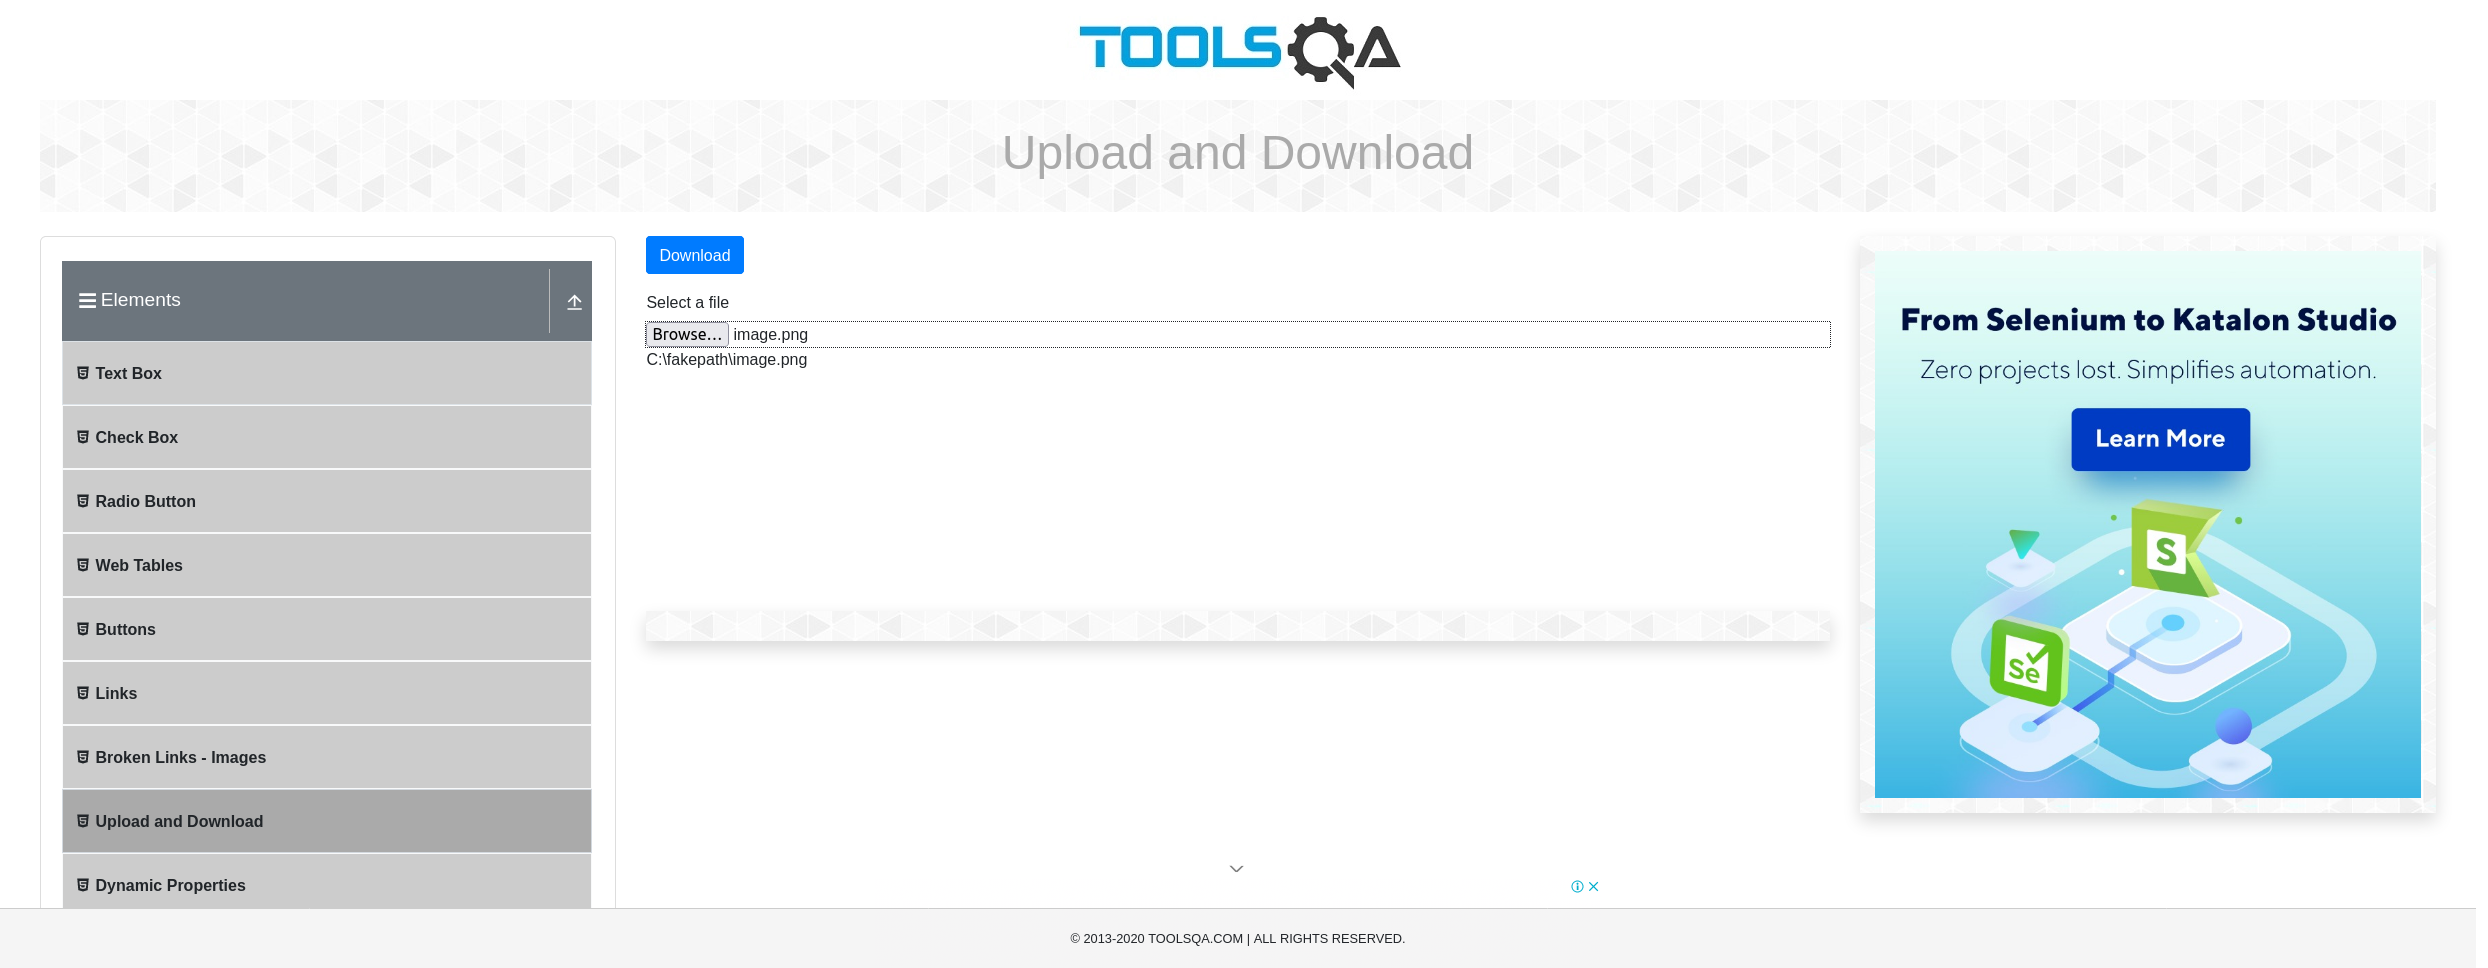 TOOLSQA
Upload and Download
Elements
Text Box
Check Box
Radio Button
Web Tables
Buttons
Links
Broken Links - Images
Upload and Download
Dynamic Properties
Download
Select a file
Browse... image.png
C:\fakepath\image.png
From Selenium to Katalon Studio
Zero projects lost. Simplifies automation.
Learn More
S
Se
© 2013-2020 TOOLSQA.COM | ALL RIGHTS RESERVED.